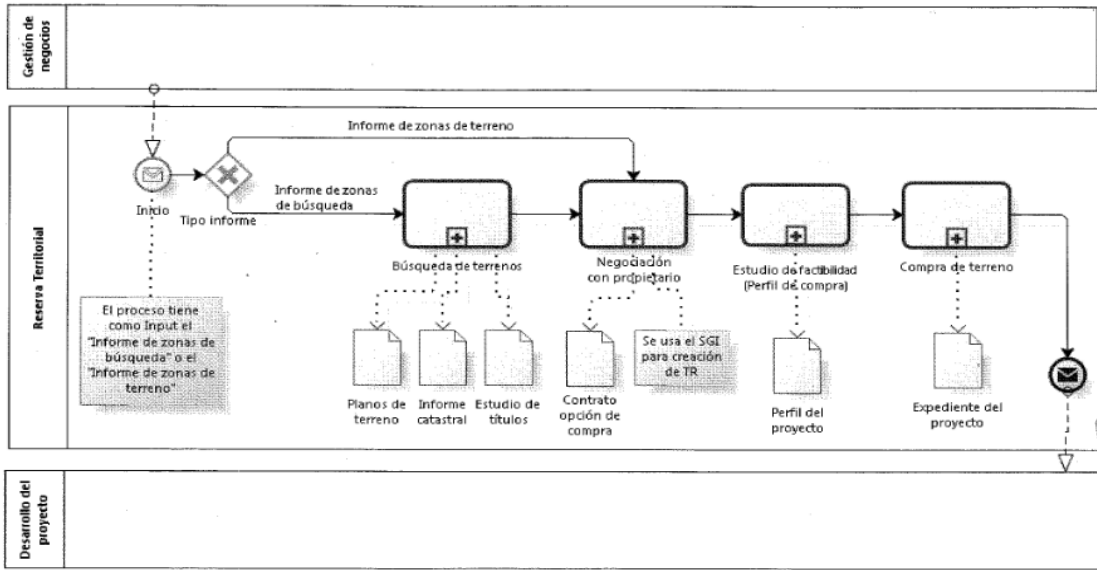 Gestión de
negocios
Reserva Territorial
Informe de zonas de terreno
Informe de zonas
de búsqueda
Inicio
Tipo informe
Búsqueda de terrenos
Negociación
con propietario
Estudio de factibilidad
(Perfil de compra)
Compra de terreno
El proceso tiene
como Input el
"Informe de zonas de
búsqueda" o el
"Informe de zonas de
terreno"
Planos de
terreno
Informe
catastral
Estudio de
títulos
Contrato
opción de
compra
Se usa el SGI
para creación
de TR
Perfil del
proyecto
Expediente del
proyecto
Desarrollo del
proyecto